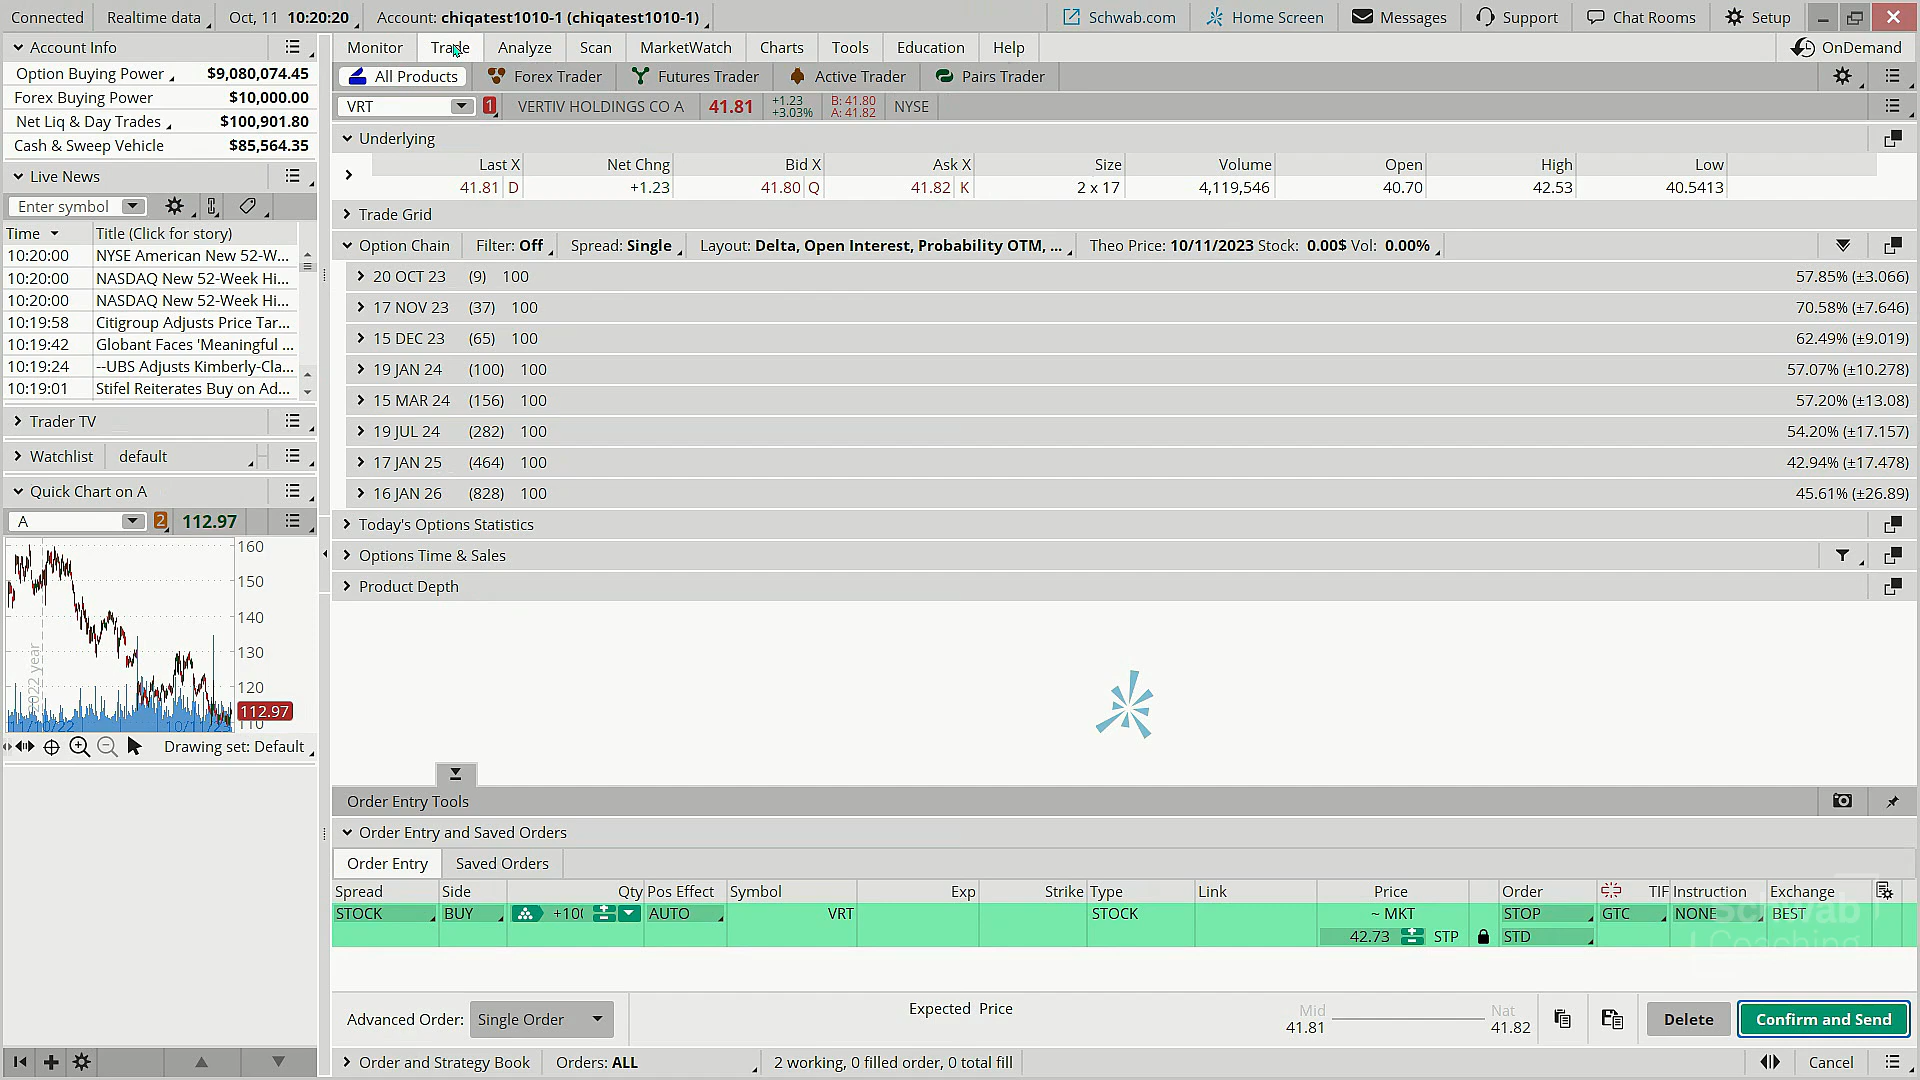 Connected Realtime data Oct, 11 10:20:20 Account: chiqatest1010-1 (chiqatest1010-1) Schwab.com Home Screen Messages Support Chat Rooms Setup
Account Info
Option Buying Power $9,080,074.45
Forex Buying Power $10,000.00
Net Liq & Day Trades $100,901.80
Cash & Sweep Vehicle $85,564.35
Live News
Enter symbol
Time Title (Click for story)
10:20:00 NYSE American New 52-W...
10:20:00 NASDAQ New 52-Week Hi...
10:20:00 NASDAQ New 52-Week Hi...
10:19:58 Citigroup Adjusts Price Tar...
10:19:42 Globant Faces 'Meaningful ...
10:19:24 --UBS Adjusts Kimberly-Cla...
10:19:01 Stifel Reiterates Buy on Ad...
Trader TV
Watchlist default
Quick Chart on A
A 2 112.97
160
150
140
130
120
112.97
110
2022 year
Drawing set: Default
Monitor Trade Analyze Scan MarketWatch Charts Tools Education Help OnDemand
All Products Forex Trader Futures Trader Active Trader Pairs Trader
VRT 1 VERTIV HOLDINGS CO A 41.81 +1.23 +3.03% B: 41.80 A: 41.82 NYSE
Underlying
Last X Net Chng Bid X Ask X Size Volume Open High Low
41.81 D +1.23 41.80 Q 41.82 K 2 x 17 4,119,546 40.70 42.53 40.5413
Trade Grid
Option Chain Filter: Off Spread: Single Layout: Delta, Open Interest, Probability OTM, ... Theo Price: 10/11/2023 Stock: 0.00$ Vol: 0.00%
20 OCT 23 (9) 100 57.85% (±3.066)
17 NOV 23 (37) 100 70.58% (±7.646)
15 DEC 23 (65) 100 62.49% (±9.019)
19 JAN 24 (100) 100 57.07% (±10.278)
15 MAR 24 (156) 100 57.20% (±13.08)
19 JUL 24 (282) 100 54.20% (±17.157)
17 JAN 25 (464) 100 42.94% (±17.478)
16 JAN 26 (828) 100 45.61% (±26.89)
Today's Options Statistics
Options Time & Sales
Product Depth
Order Entry Tools
Order Entry and Saved Orders
Order Entry Saved Orders
Spread Side Qty Pos Effect Symbol Exp Strike Type Link Price Order TIF Instruction Exchange
STOCK BUY +100 AUTO VRT STOCK ~ MKT STOP GTC NONE BEST
42.73 STP STD
Schwab
Coaching
Advanced Order: Single Order Expected Price Mid 41.81 Nat 41.82 Delete Confirm and Send
Order and Strategy Book Orders: ALL 2 working, 0 filled order, 0 total fill Cancel